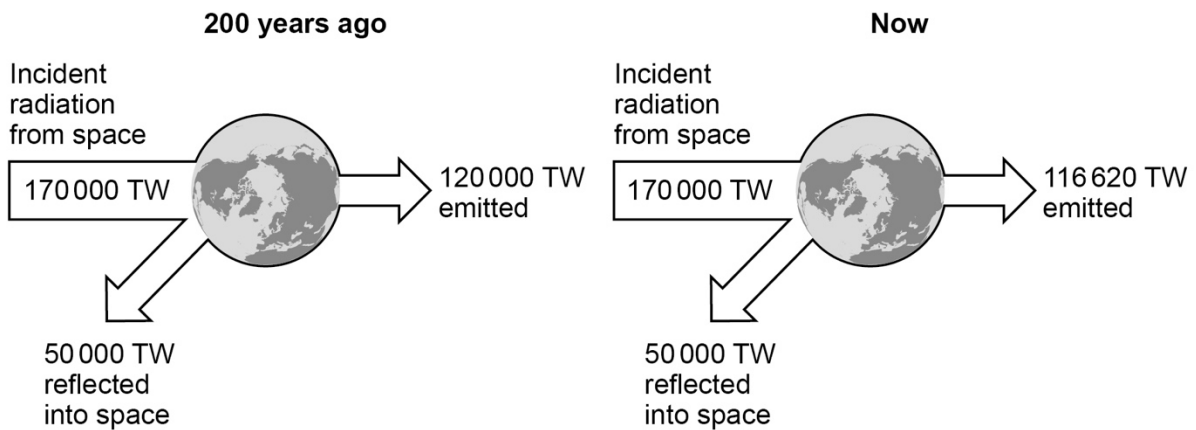 200 years ago
Incident
radiation
from space
170 000 TW
120 000 TW
emitted
50 000 TW
reflected
into space
Now
Incident
radiation
from space
170 000 TW
116 620 TW
emitted
50 000 TW
reflected
into space